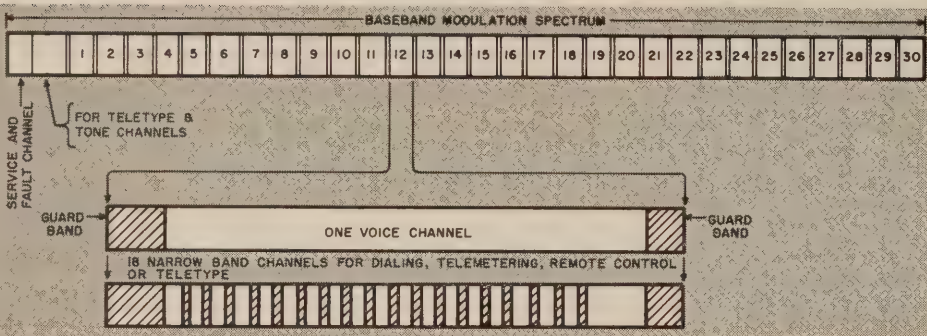 BASEBAND MODULATION SPECTRUM
1 2 3 4 5 6 7 8 9 10 11 12 13 14 15 16 17 18 19 20 21 22 23 24 25 26 27 28 29 30
SERVICE AND
FAULT CHANNEL
FOR TELETYPE &
TONE CHANNELS
GUARD
BAND
ONE VOICE CHANNEL
GUARD
BAND
18 NARROW BAND CHANNELS FOR DIALING, TELEMETERING, REMOTE CONTROL
OR TELETYPE